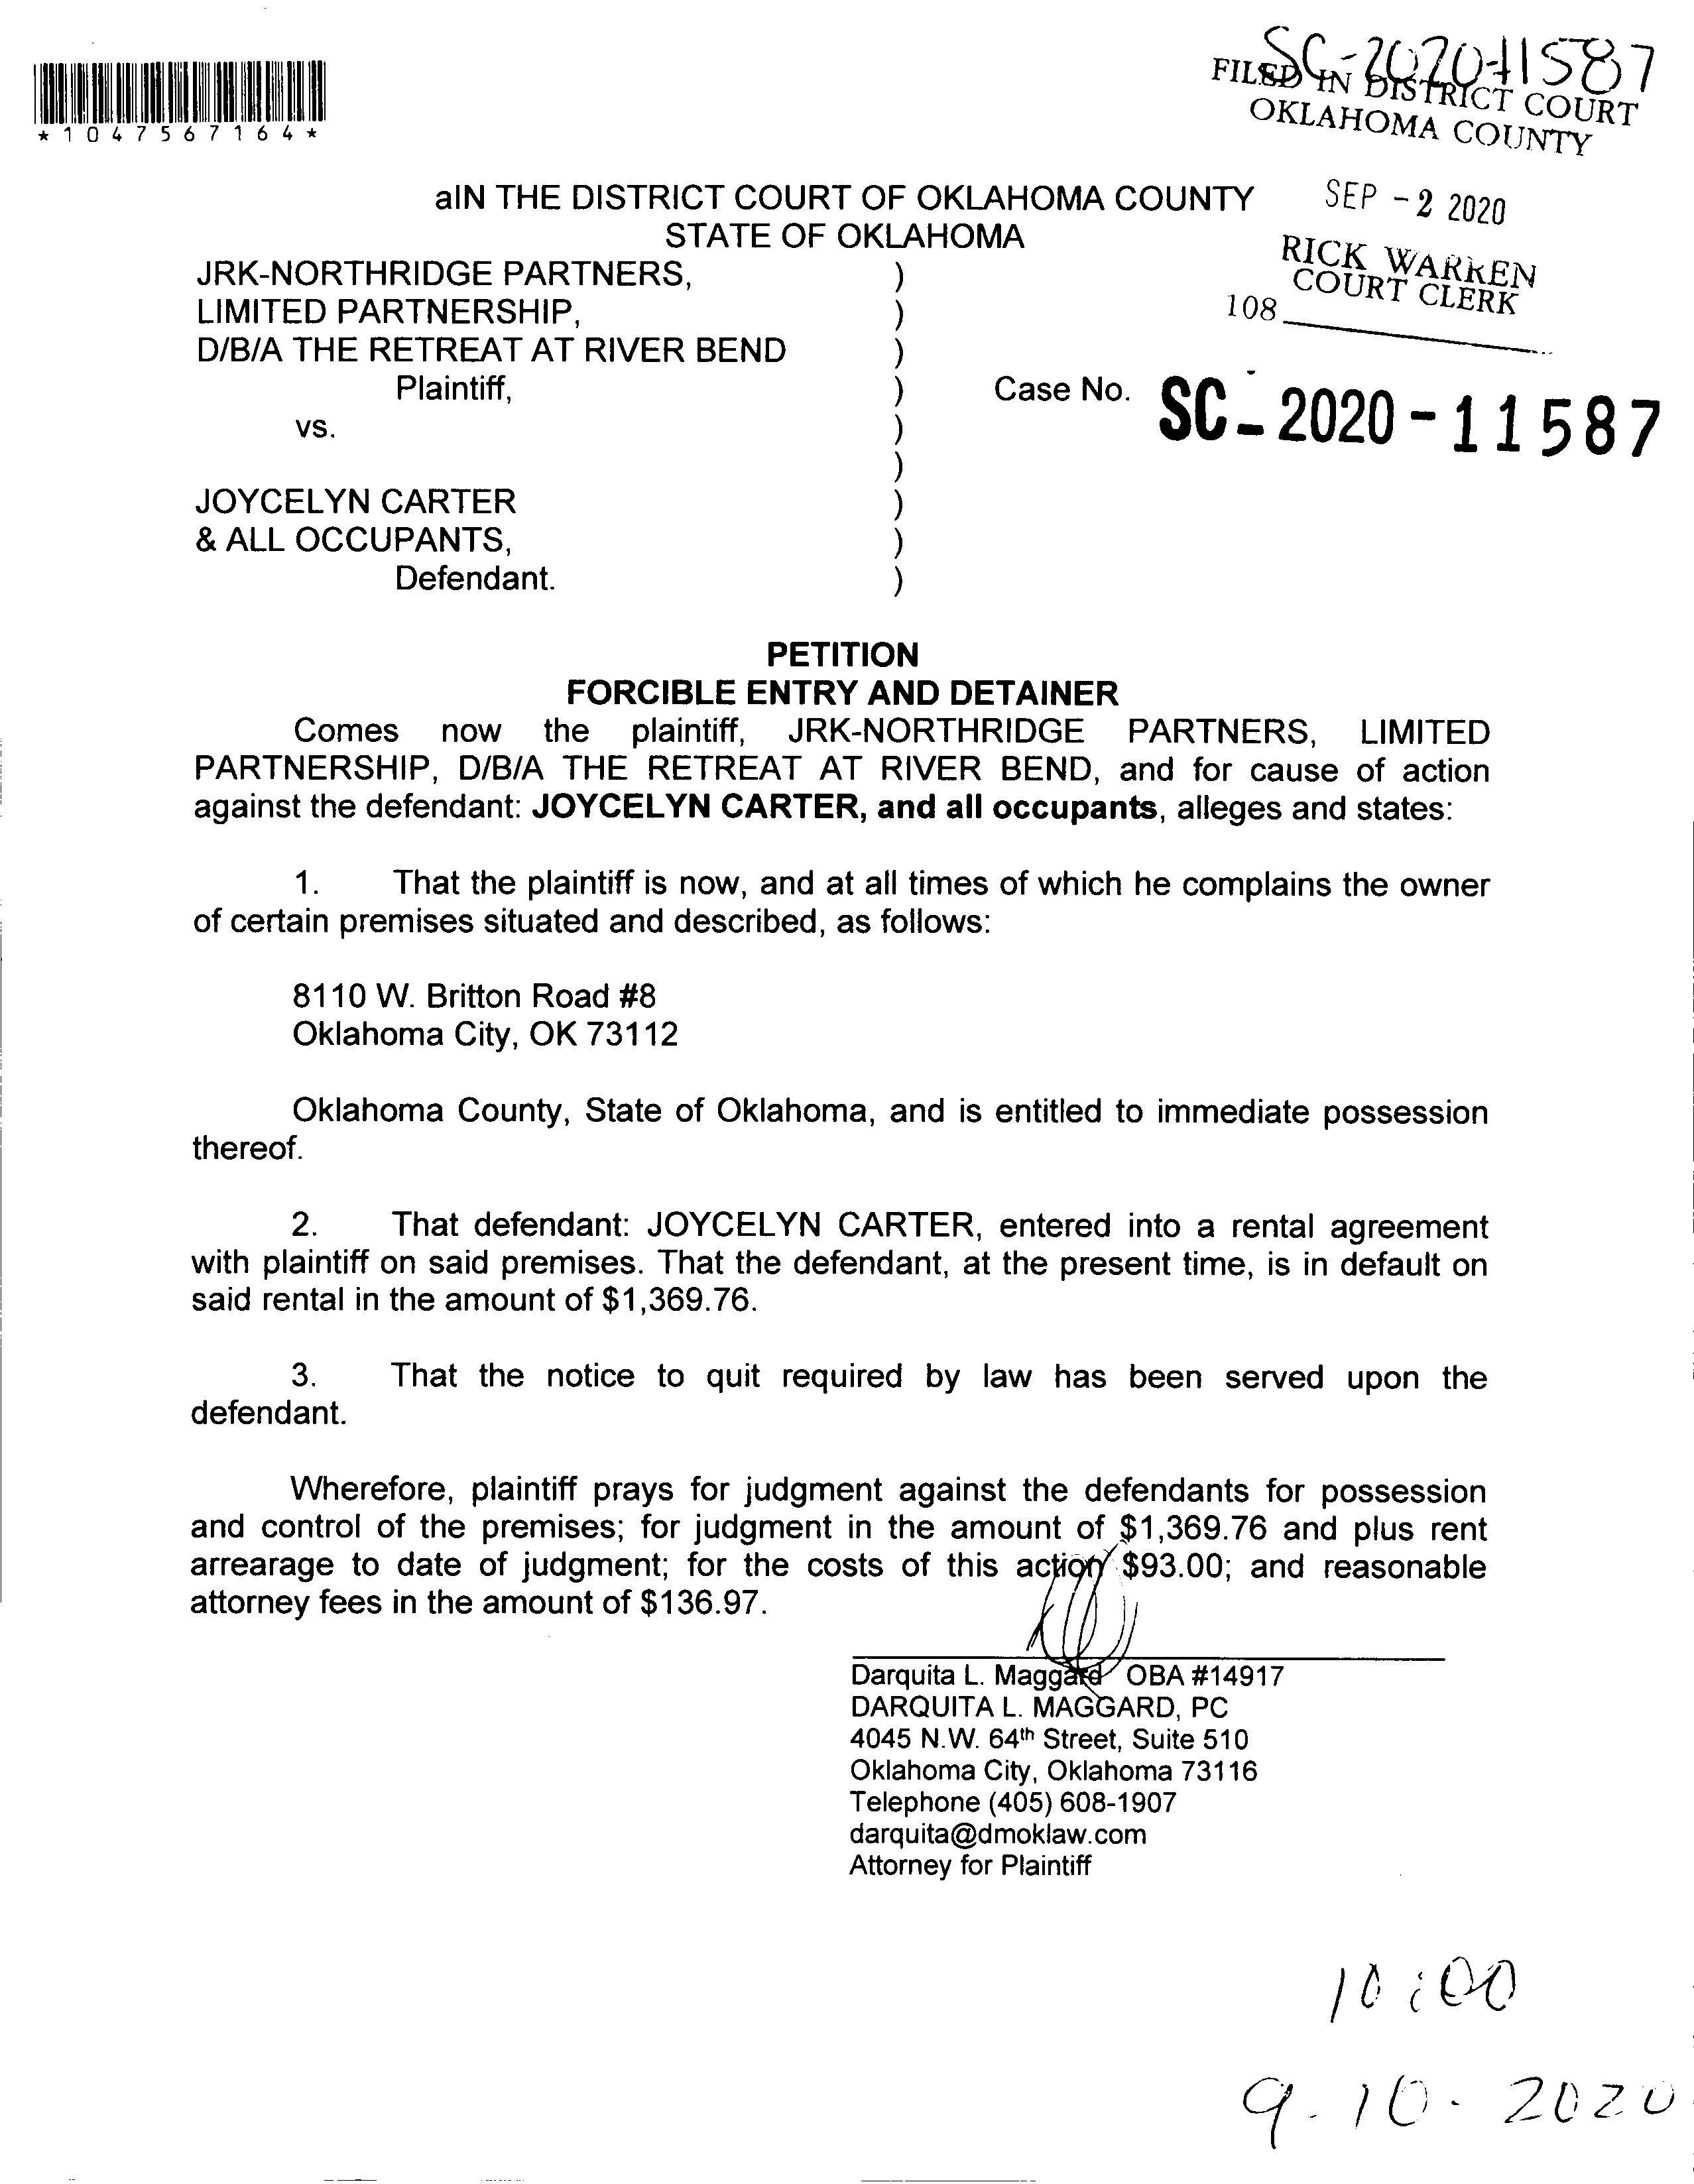 SC-2020-11587
FILED IN DISTRICT COURT
OKLAHOMA COUNTY
*1047567164*
SEP -2 2020
RICK WARREN
COURT CLERK
108
aIN THE DISTRICT COURT OF OKLAHOMA COUNTY
STATE OF OKLAHOMA
JRK-NORTHRIDGE PARTNERS, )
LIMITED PARTNERSHIP, )
D/B/A THE RETREAT AT RIVER BEND )
Plaintiff, ) Case No. SC-2020-11587
vs. )
)
JOYCELYN CARTER )
& ALL OCCUPANTS, )
Defendant. )
PETITION
FORCIBLE ENTRY AND DETAINER
Comes now the plaintiff, JRK-NORTHRIDGE PARTNERS, LIMITED
PARTNERSHIP, D/B/A THE RETREAT AT RIVER BEND, and for cause of action
against the defendant: JOYCELYN CARTER, and all occupants, alleges and states:
1. That the plaintiff is now, and at all times of which he complains the owner
of certain premises situated and described, as follows:
8110 W. Britton Road #8
Oklahoma City, OK 73112
Oklahoma County, State of Oklahoma, and is entitled to immediate possession
thereof.
2. That defendant: JOYCELYN CARTER, entered into a rental agreement
with plaintiff on said premises. That the defendant, at the present time, is in default on
said rental in the amount of $1,369.76.
3. That the notice to quit required by law has been served upon the
defendant.
Wherefore, plaintiff prays for judgment against the defendants for possession
and control of the premises; for judgment in the amount of $1,369.76 and plus rent
arrearage to date of judgment; for the costs of this action $93.00; and reasonable
attorney fees in the amount of $136.97.
Darquita L. Maggard OBA #14917
DARQUITA L. MAGGARD, PC
4045 N.W. 64th Street, Suite 510
Oklahoma City, Oklahoma 73116
Telephone (405) 608-1907
darquita@dmoklaw.com
Attorney for Plaintiff
10:00
9-10-2020